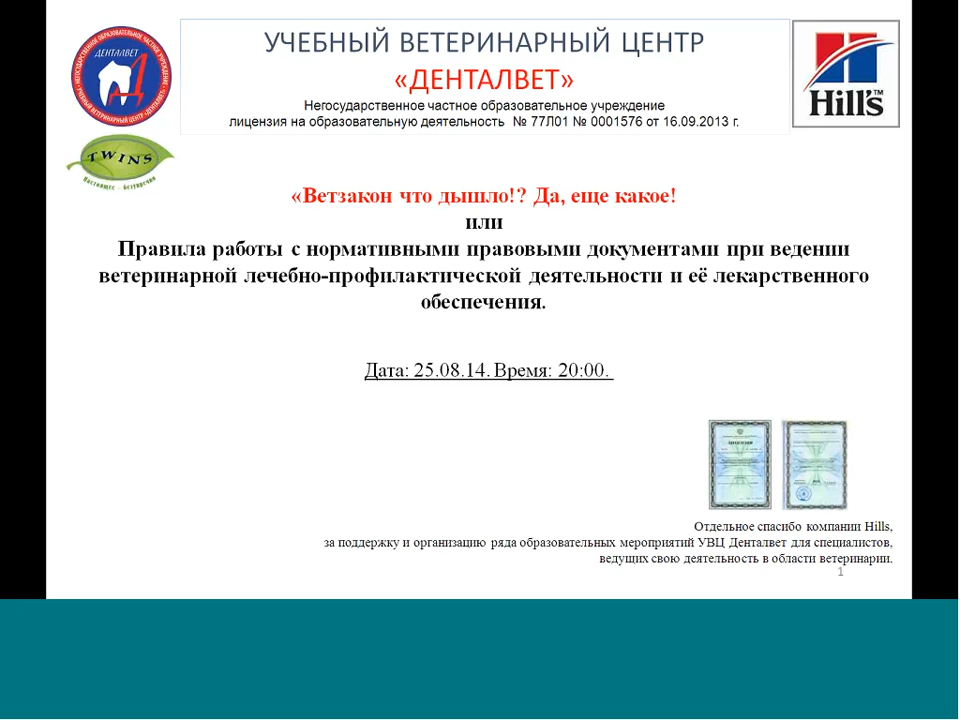 УЧЕБНЫЙ ВЕТЕРИНАРНЫЙ ЦЕНТР
«ДЕНТАЛВЕТ»
Негосударственное частное образовательное учреждение
лицензия на образовательную деятельность № 77Л01 № 0001576 от 16.09.2013 г.
ДЕНТАЛВЕТ
Hill's™
TWINS
Настоящее - безупречно
«Ветзакон что дышло!? Да, еще какое!
или
Правила работы с нормативными правовыми документами при ведении
ветеринарной лечебно-профилактической деятельности и её лекарственного
обеспечения.
Дата: 25.08.14. Время: 20:00.
Отдельное спасибо компании Hills,
за поддержку и организацию ряда образовательных мероприятий УВЦ Денталвет для специалистов,
ведущих свою деятельность в области ветеринарии.
1